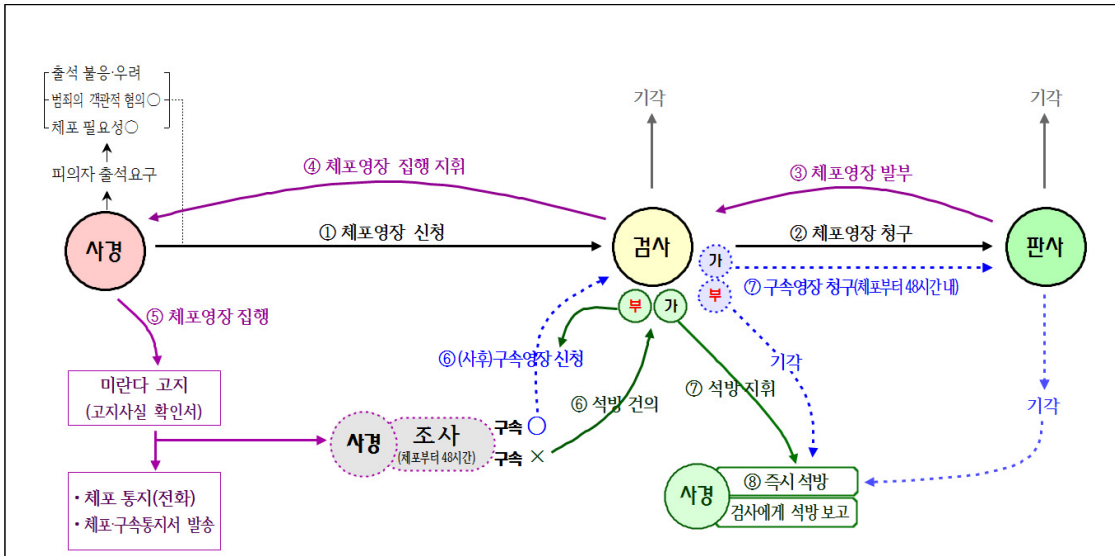 출석 불응·우려
범죄의 객관적 혐의○
체포 필요성○
피의자 출석요구
기각
기각
④ 체포영장 집행 지휘
③ 체포영장 발부
사경
① 체포영장 신청
검사
② 체포영장 청구
판사
가
부
⑦ 구속영장 청구(체포부터 48시간 내)
부
가
⑤ 체포영장 집행
⑥ (사후)구속영장 신청
기각
⑦ 석방 지휘
⑥ 석방 건의
기각
미란다 고지
(고지사실 확인서)
사경
조사
(체포부터 48시간)
구속 ○
구속 ×
· 체포 통지(전화)
· 체포·구속통지서 발송
사경
⑧ 즉시 석방
검사에게 석방 보고